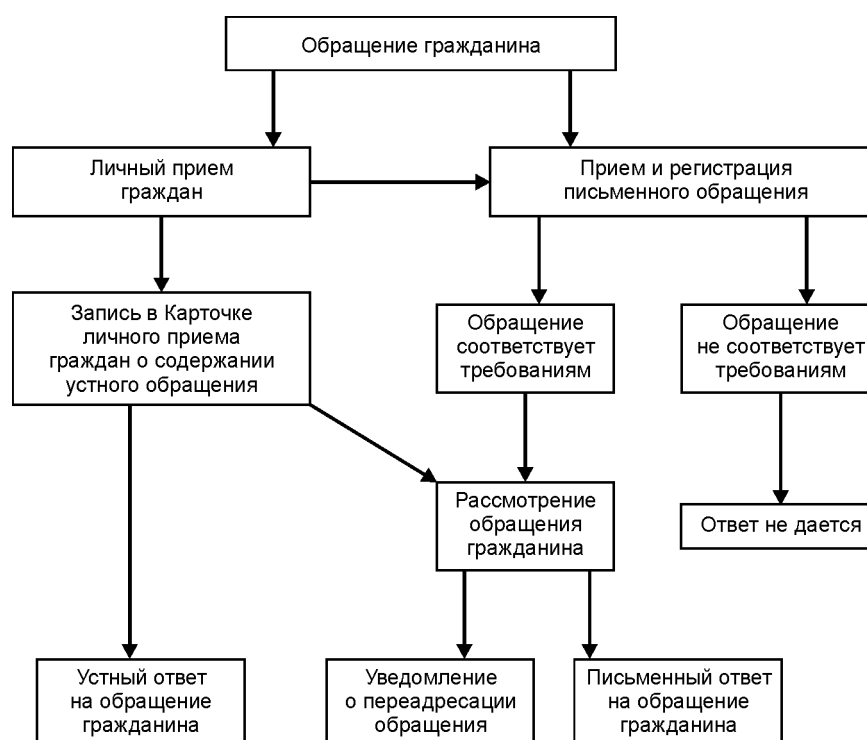 Обращение гражданина
Личный прием
граждан
Прием и регистрация
письменного обращения
Запись в Карточке
личного приема
граждан о содержании
устного обращения
Обращение
соответствует
требованиям
Обращение
не соответствует
требованиям
Рассмотрение
обращения
гражданина
Ответ не дается
Устный ответ
на обращение
гражданина
Уведомление
о переадресации
обращения
Письменный ответ
на обращение
гражданина